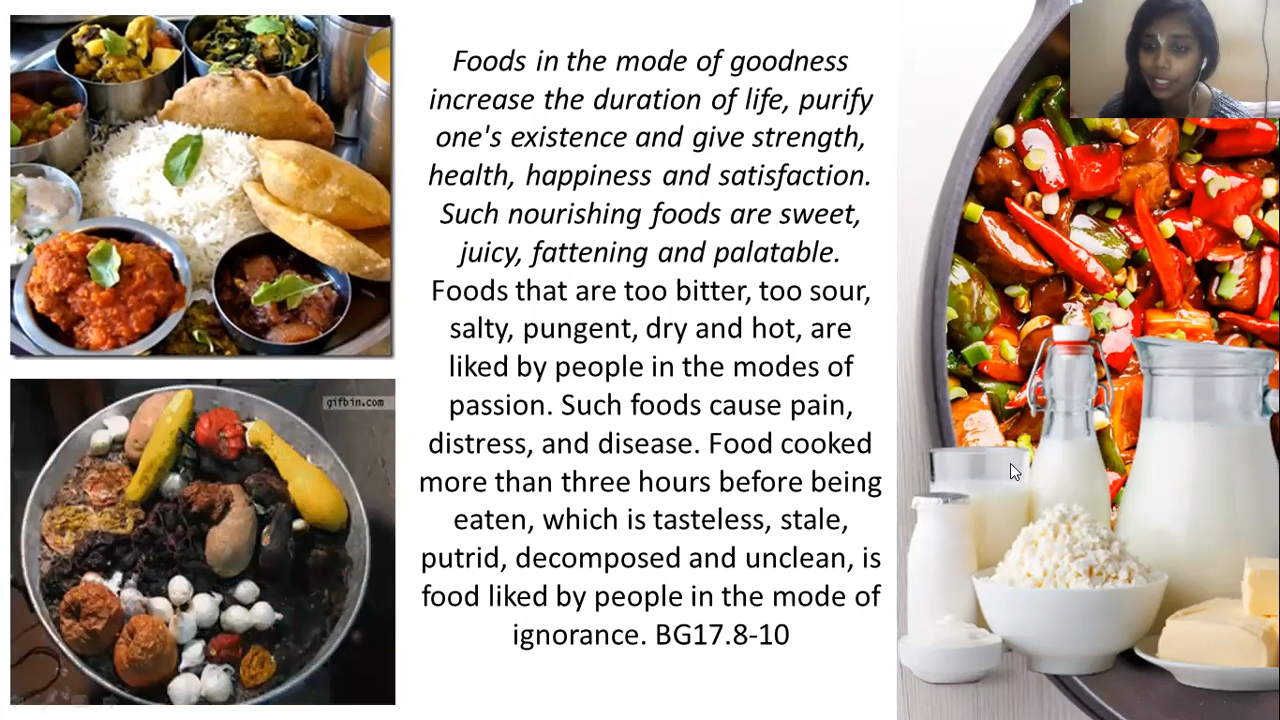 Foods in the mode of goodness
increase the duration of life, purify
one's existence and give strength,
health, happiness and satisfaction.
Such nourishing foods are sweet,
juicy, fattening and palatable.
Foods that are too bitter, too sour,
salty, pungent, dry and hot, are
liked by people in the modes of
passion. Such foods cause pain,
distress, and disease. Food cooked
more than three hours before being
eaten, which is tasteless, stale,
putrid, decomposed and unclean, is
food liked by people in the mode of
ignorance. BG17.8-10
gifbin.com